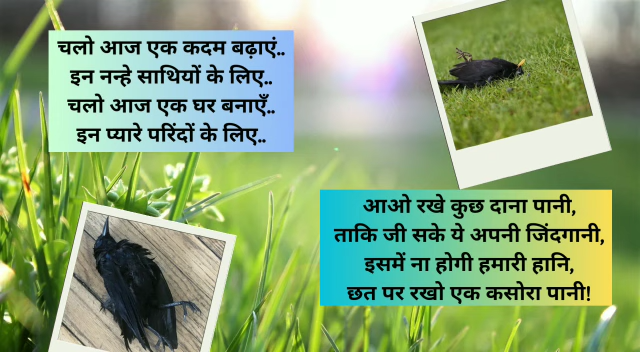 चलो आज एक कदम बढ़ाएं..
इन नन्हे साथियों के लिए..
चलो आज एक घर बनाएँ..
इन प्यारे परिंदों के लिए..
आओ रखे कुछ दाना पानी,
ताकि जी सके ये अपनी जिंदगानी,
इसमें ना होगी हमारी हानि,
छत पर रखो एक कसोरा पानी!